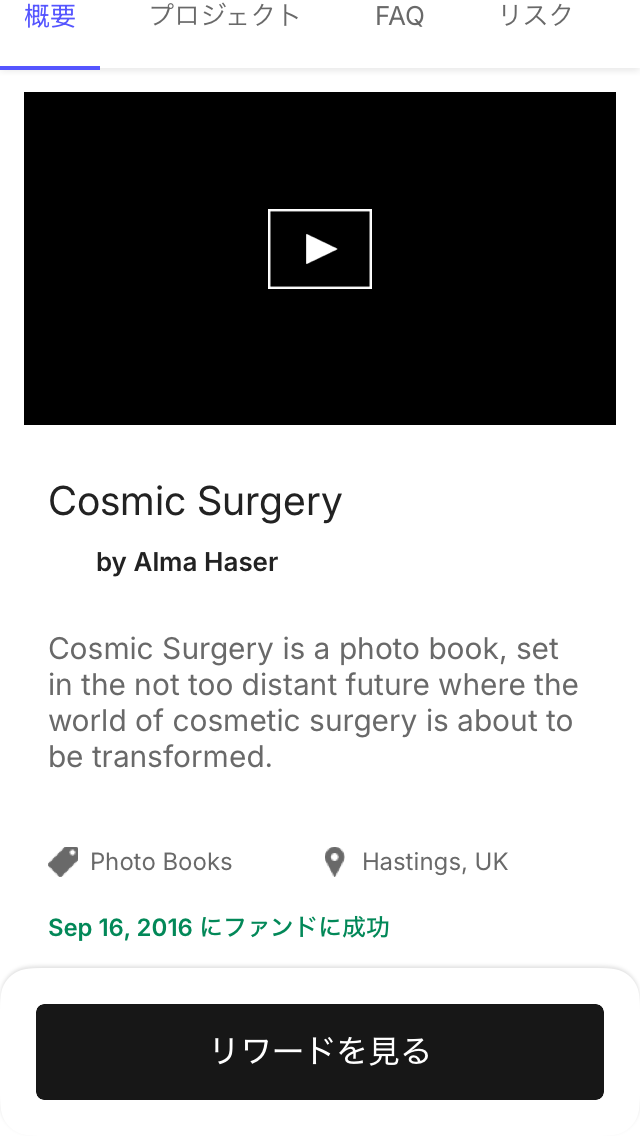 概要 プロジェクト FAQ リスク
Cosmic Surgery
by Alma Haser
Cosmic Surgery is a photo book, set
in the not too distant future where the
world of cosmetic surgery is about to
be transformed.
Photo Books Hastings, UK
Sep 16, 2016 にファンドに成功
リワードを見る